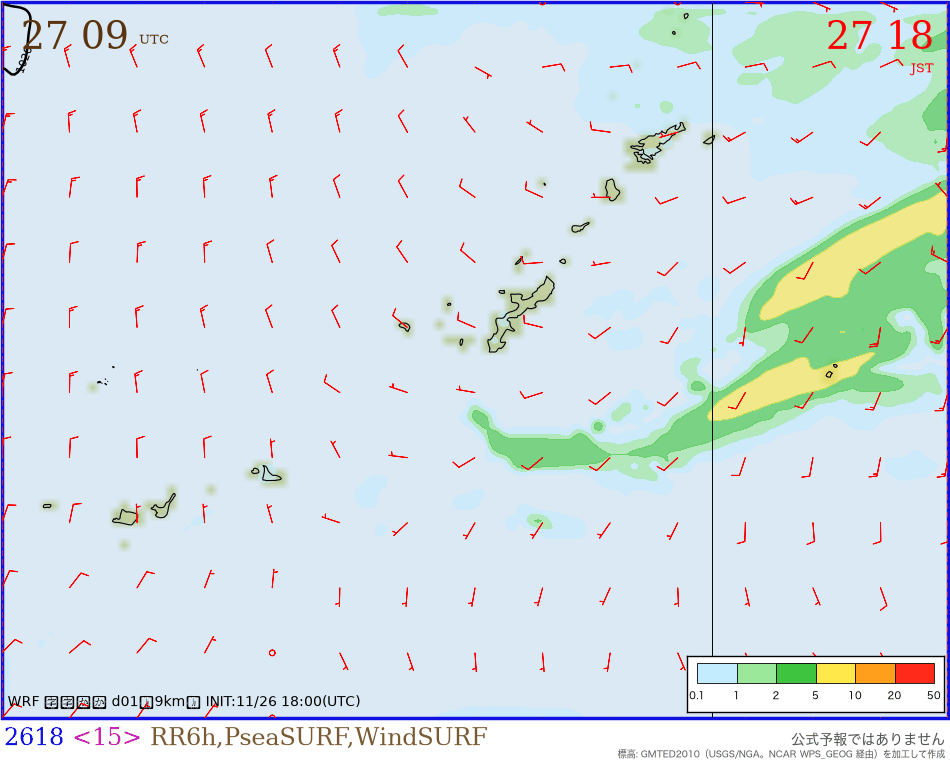 27 09 UTC
27 18
JST
0.1 1 2 5 10 20 50
WRF d01 9km INIT:11/26 18:00(UTC)
2618 <15> RR6h,PseaSURF,WindSURF
公式予報ではありません
標高: GMTED2010（USGS/NGA。NCAR WPS_GEOG 経由）を加工して作成